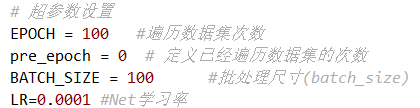 # 超参数设置
EPOCH = 100   #遍历数据集次数
pre_epoch = 0  # 定义已经遍历数据集的次数
BATCH_SIZE = 100      #批处理尺寸(batch_size)
LR=0.0001 #Net学习率